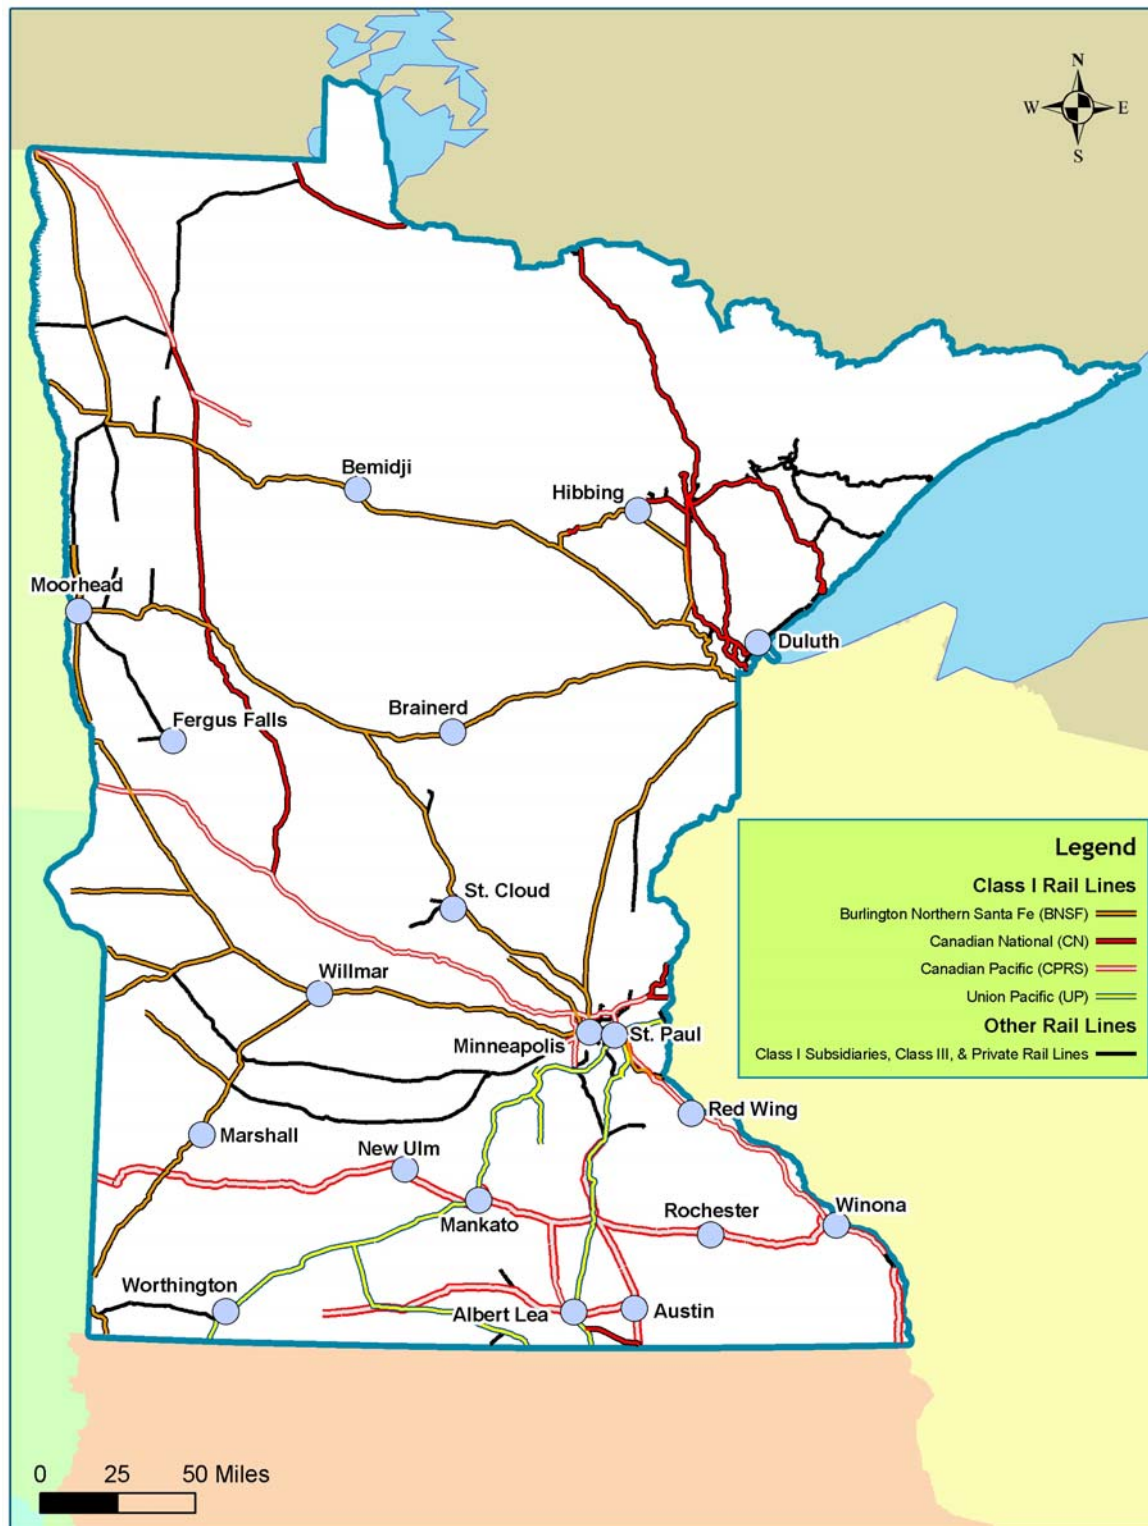 N
W E
S
Bemidji
Hibbing
Moorhead
Duluth
Fergus Falls
Brainerd
Legend
Class I Rail Lines
St. Cloud
Burlington Northern Santa Fe (BNSF)
Canadian National (CN)
Canadian Pacific (CPRS)
Willmar
Union Pacific (UP)
Other Rail Lines
Minneapolis
St. Paul
Class I Subsidiaries, Class III, & Private Rail Lines
Red Wing
Marshall
New Ulm
Mankato
Rochester
Winona
Worthington
Albert Lea
Austin
0 25 50 Miles